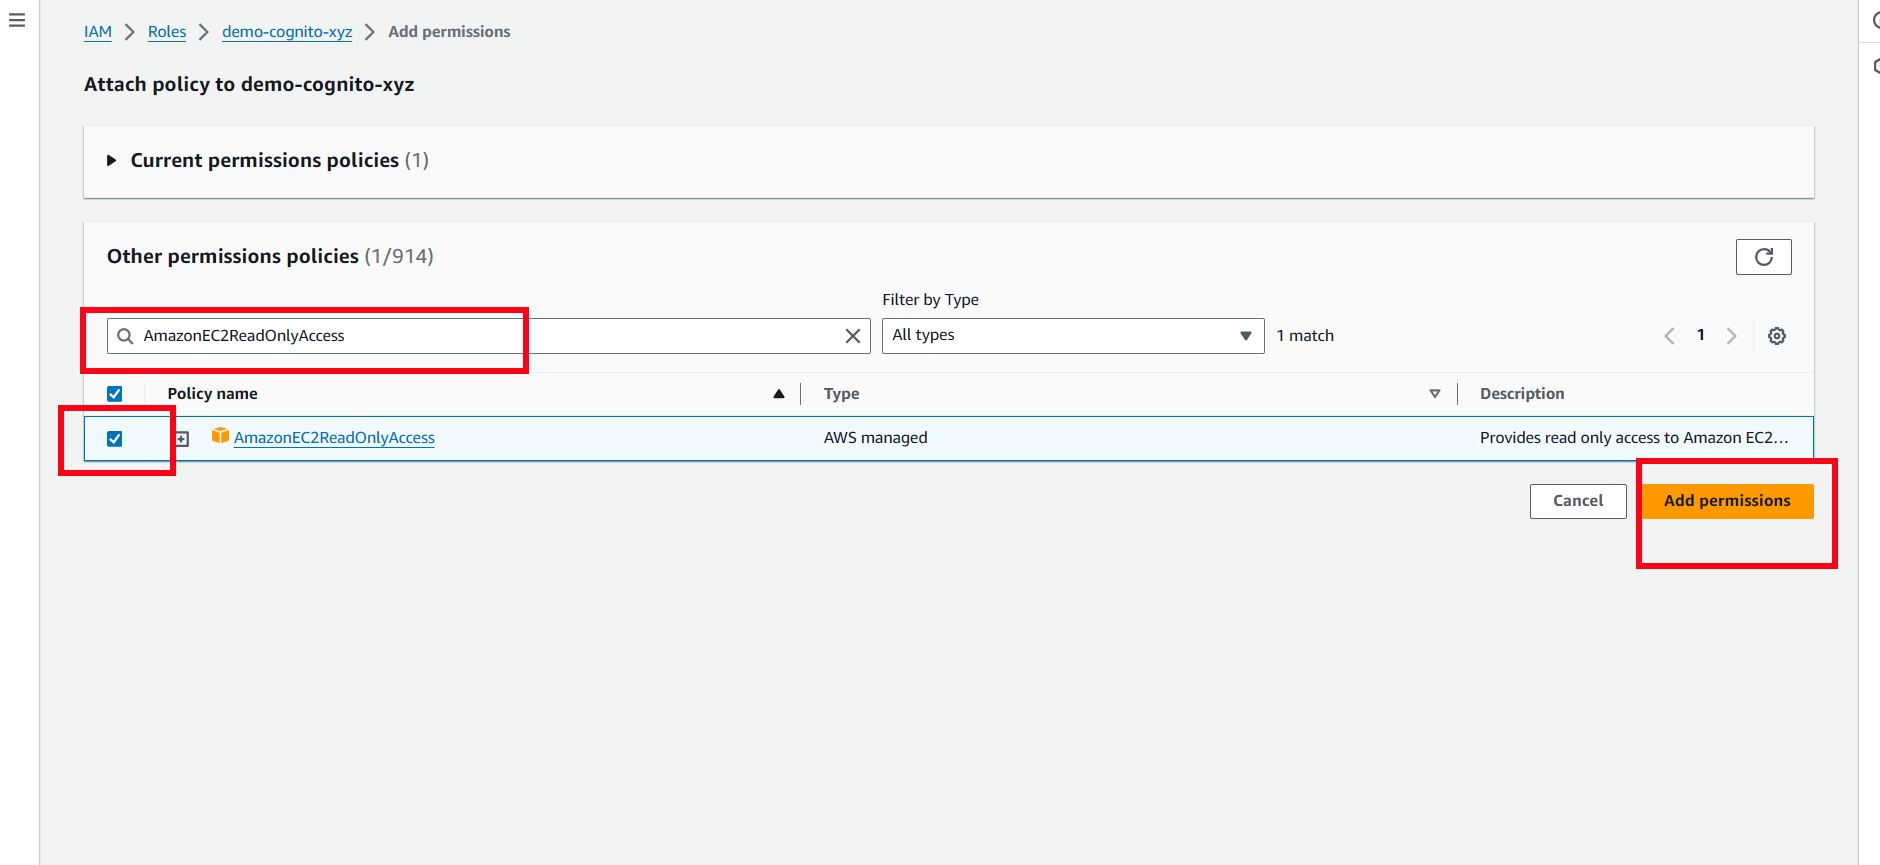 IAM > Roles > demo-cognito-xyz > Add permissions
Attach policy to demo-cognito-xyz
Current permissions policies (1)
Other permissions policies (1/914)
Filter by Type
AmazonEC2ReadOnlyAccess
All types
1 match
1
Policy name
Type
Description
AmazonEC2ReadOnlyAccess
AWS managed
Provides read only access to Amazon EC2...
Cancel
Add permissions